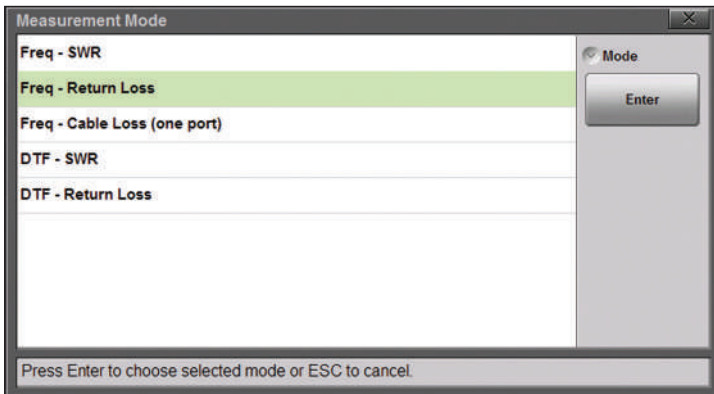 Measurement Mode
Freq - SWR
Freq - Return Loss
Freq - Cable Loss (one port)
DTF - SWR
DTF - Return Loss
Mode
Enter
Press Enter to choose selected mode or ESC to cancel.